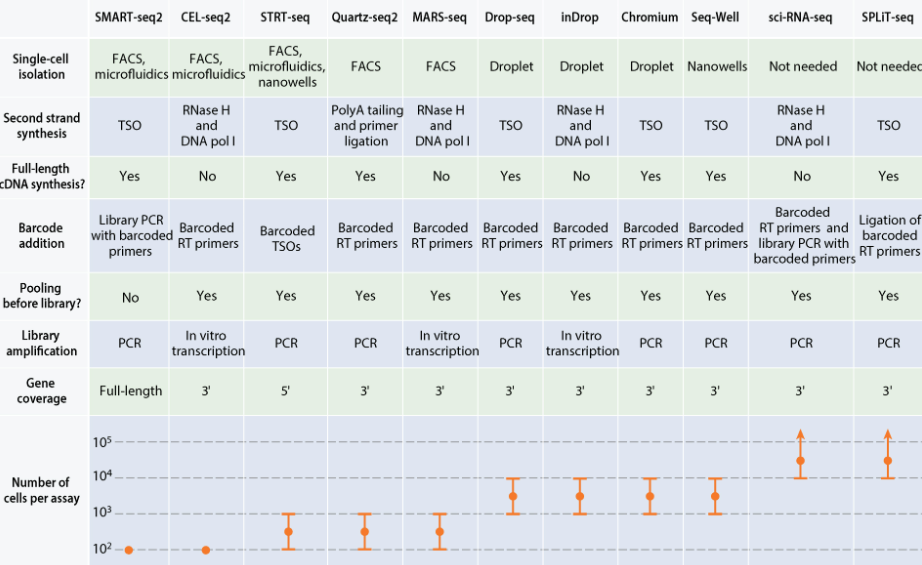 SMART-seq2 CEL-seq2 STRT-seq Quartz-seq2 MARS-seq Drop-seq inDrop Chromium Seq-Well sci-RNA-seq SPLiT-seq
Single-cell isolation FACS, microfluidics FACS, microfluidics FACS, microfluidics, nanowells FACS FACS Droplet Droplet Droplet Nanowells Not needed Not needed
Second strand synthesis TSO RNase H and DNA pol I TSO PolyA tailing and primer ligation RNase H and DNA pol I TSO RNase H and DNA pol I TSO TSO RNase H and DNA pol I TSO
Full-length cDNA synthesis? Yes No Yes Yes No Yes No Yes Yes No Yes
Barcode addition Library PCR with barcoded primers Barcoded RT primers Barcoded TSOs Barcoded RT primers Barcoded RT primers Barcoded RT primers Barcoded RT primers Barcoded RT primers Barcoded RT primers Barcoded RT primers and library PCR with barcoded primers Ligation of barcoded RT primers
Pooling before library? No Yes Yes Yes Yes Yes Yes Yes Yes Yes Yes
Library amplification PCR In vitro transcription PCR PCR In vitro transcription PCR In vitro transcription PCR PCR PCR PCR
Gene coverage Full-length 3' 5' 3' 3' 3' 3' 3' 3' 3' 3'
Number of cells per assay
10⁵
10⁴
10³
10²